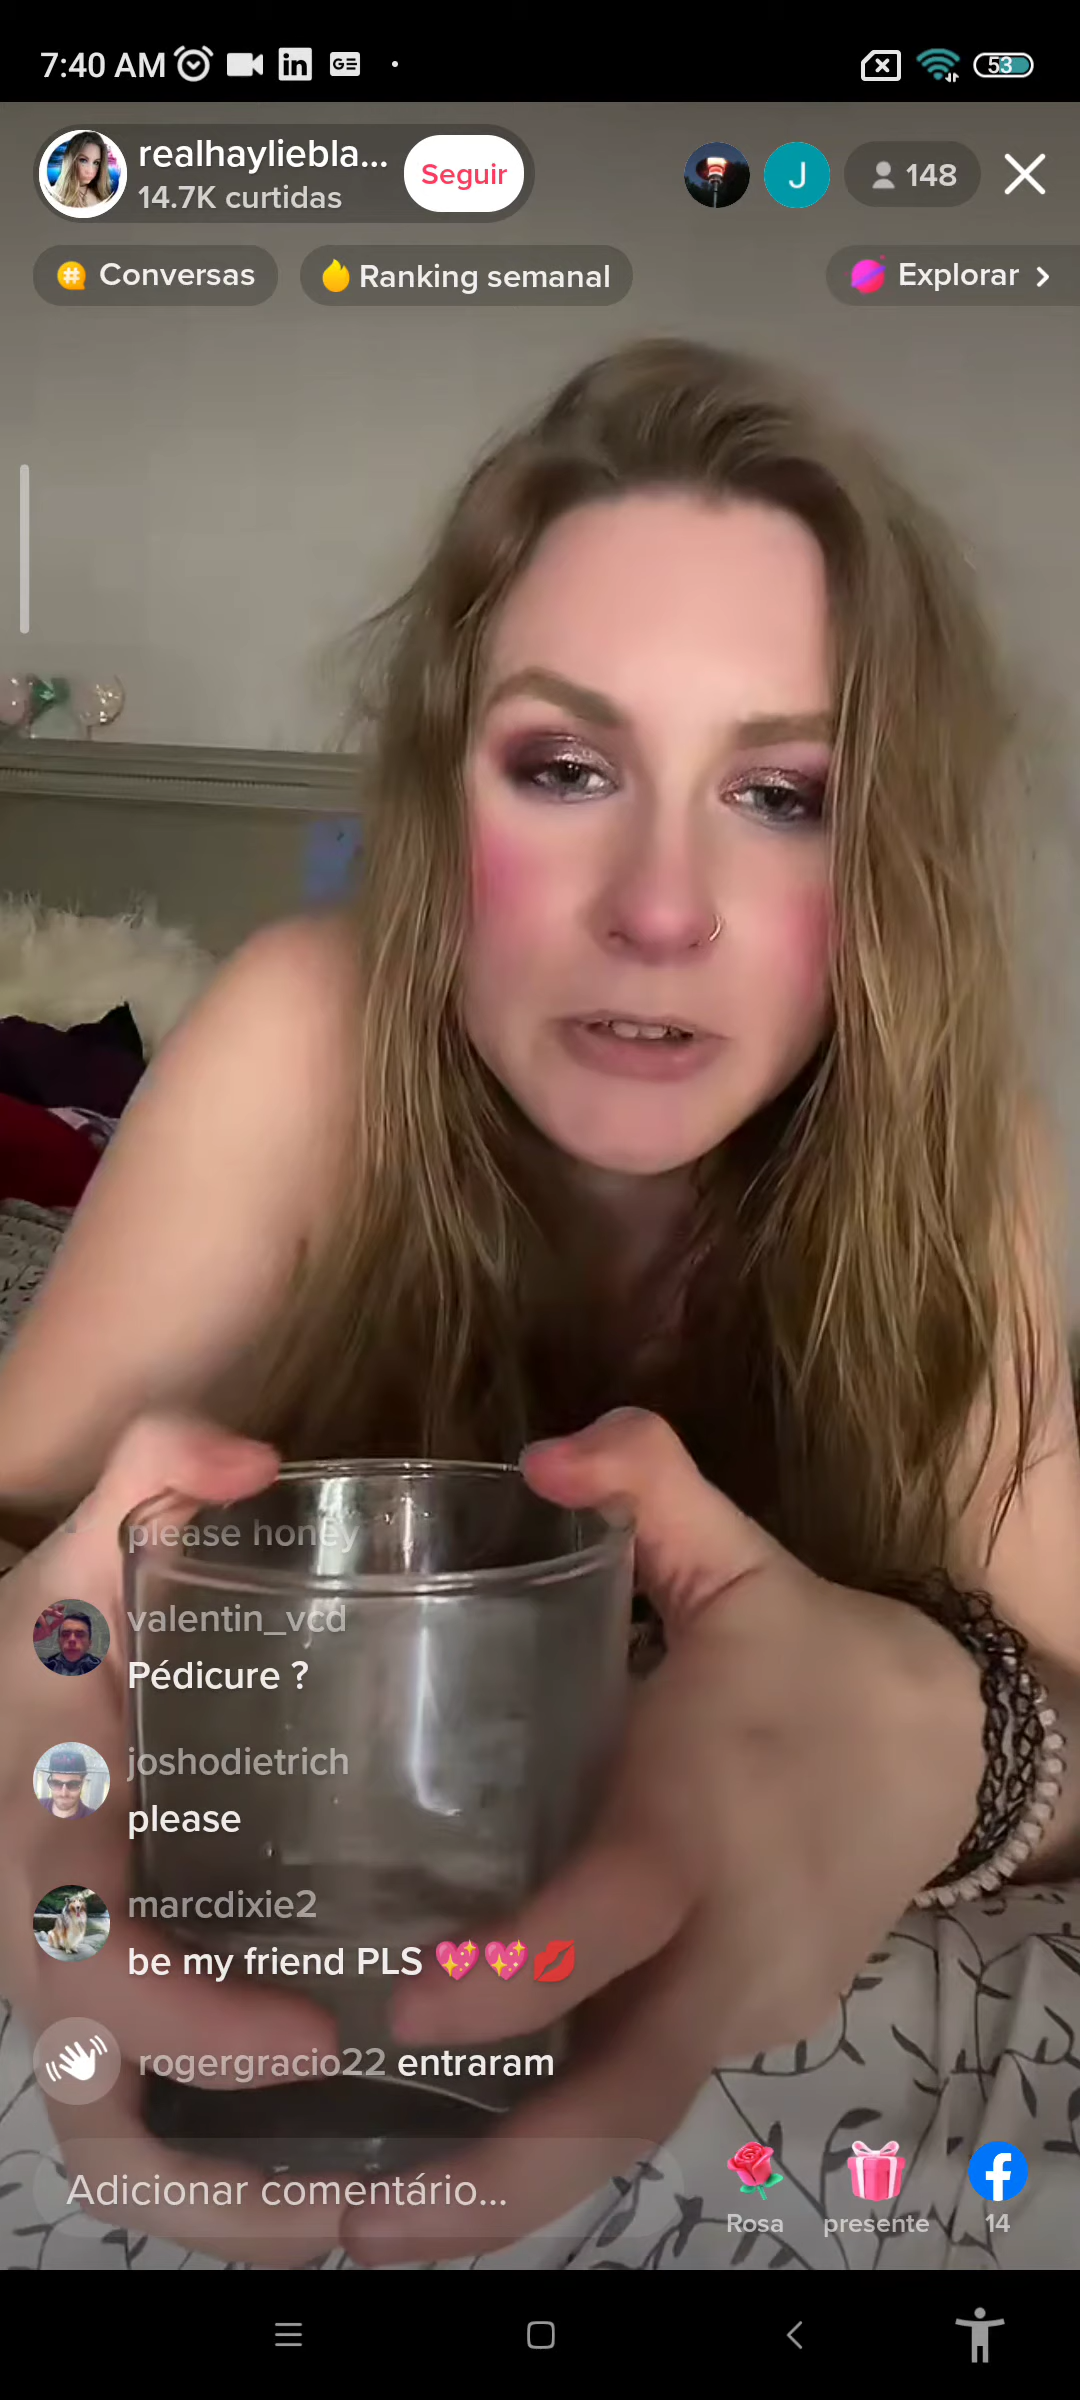 7:40 AM
53
realhayliebla...
14.7K curtidas
Seguir
J
148
Conversas
Ranking semanal
Explorar
please honey
valentin_vcd
Pédicure ?
joshodietrich
please
marcdixie2
be my friend PLS 💖💖💋
rogergracio22 entraram
Adicionar comentário...
Rosa
presente
14